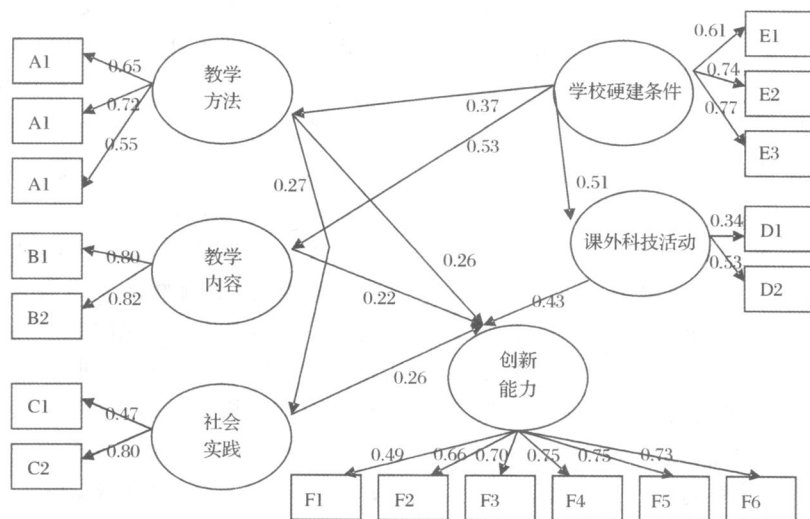 A1
A1
A1
0.65
0.72
0.55
教学
方法
学校硬建条件
0.61
0.74
0.77
E1
E2
E3
0.37
0.53
0.27
0.51
B1
B2
0.80
0.82
教学
内容
0.26
0.22
0.43
课外科技活动
0.34
0.53
D1
D2
C1
C2
0.47
0.80
社会
实践
0.26
创新
能力
0.49
0.66
0.70
0.75
0.75
0.73
F1
F2
F3
F4
F5
F6